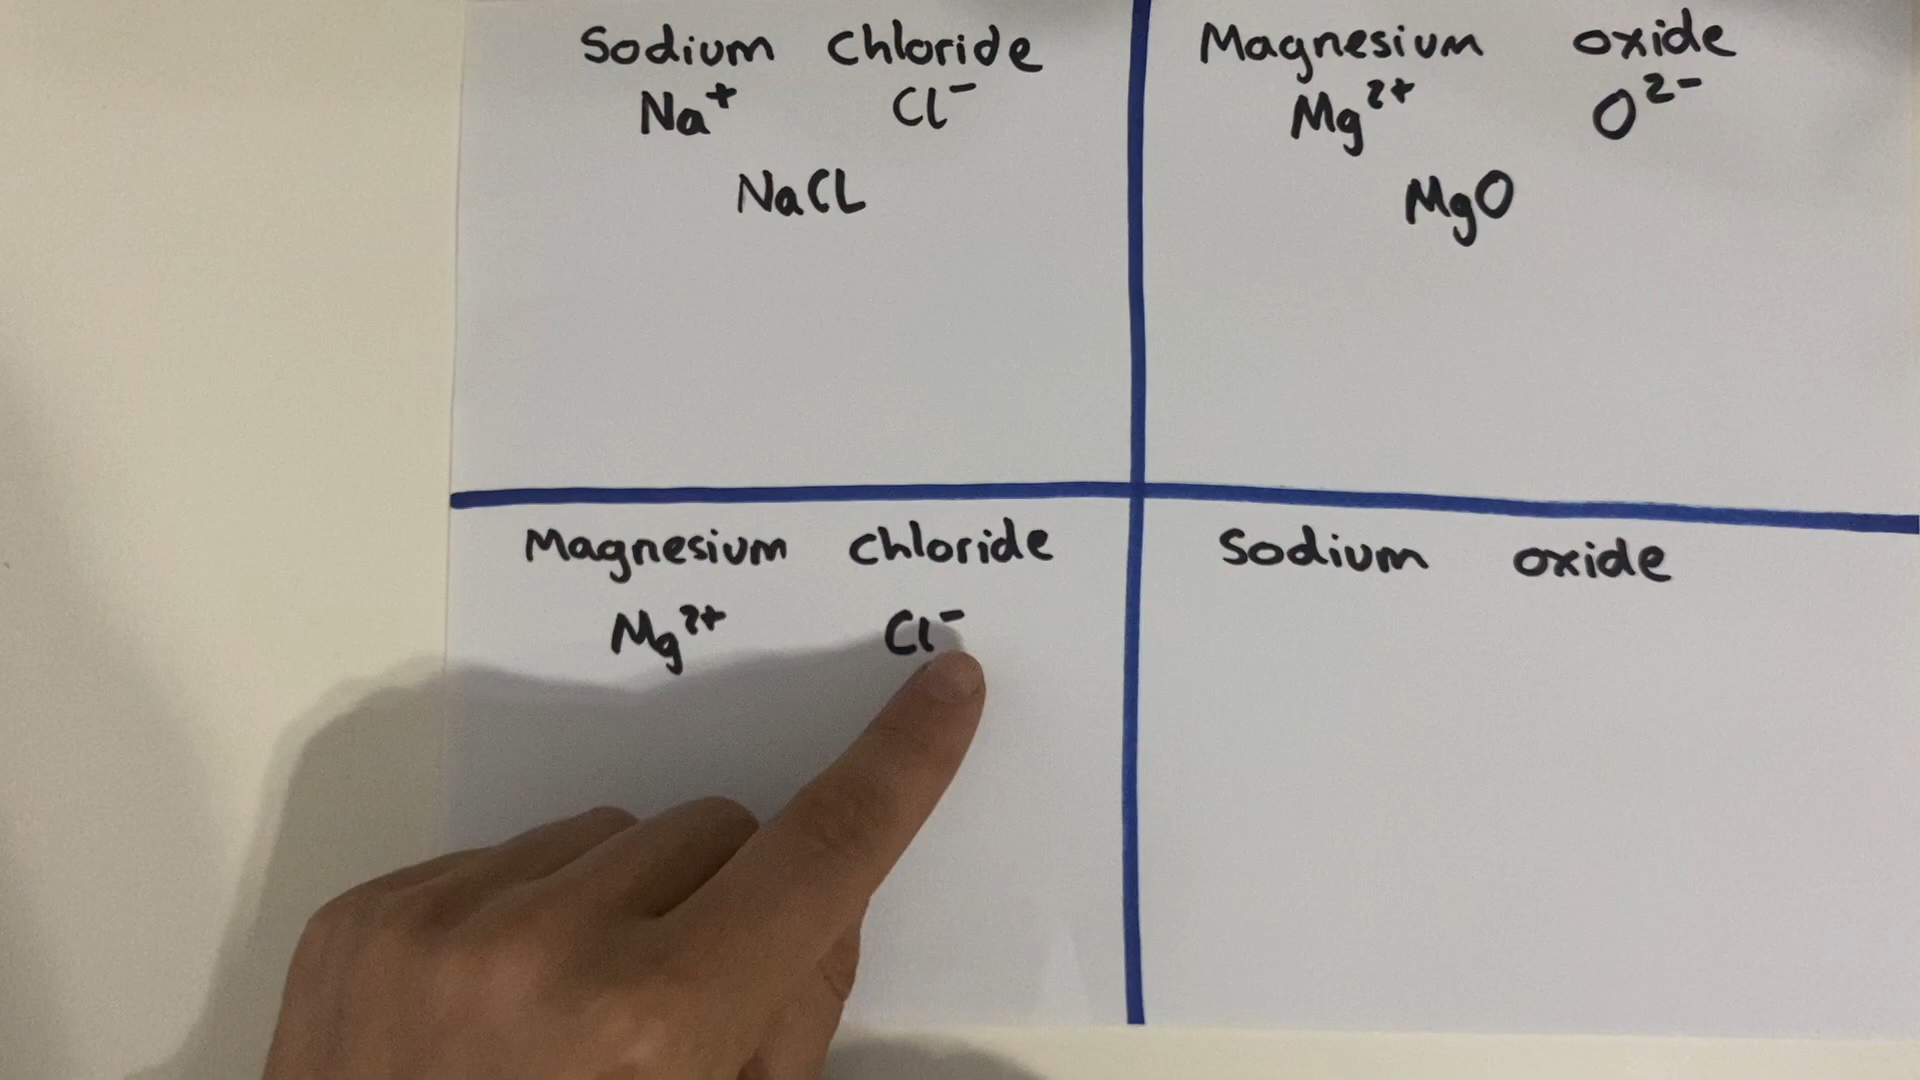 Sodium chloride
Na⁺ Cl⁻
NaCL
Magnesium oxide
Mg²⁺ O²⁻
MgO
Magnesium chloride
Mg²⁺ Cl⁻
Sodium oxide